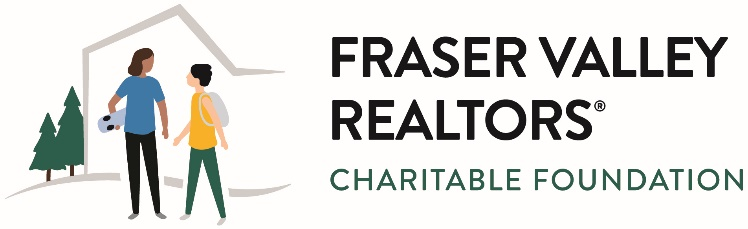 FRASER VALLEY
REALTORS®
CHARITABLE FOUNDATION